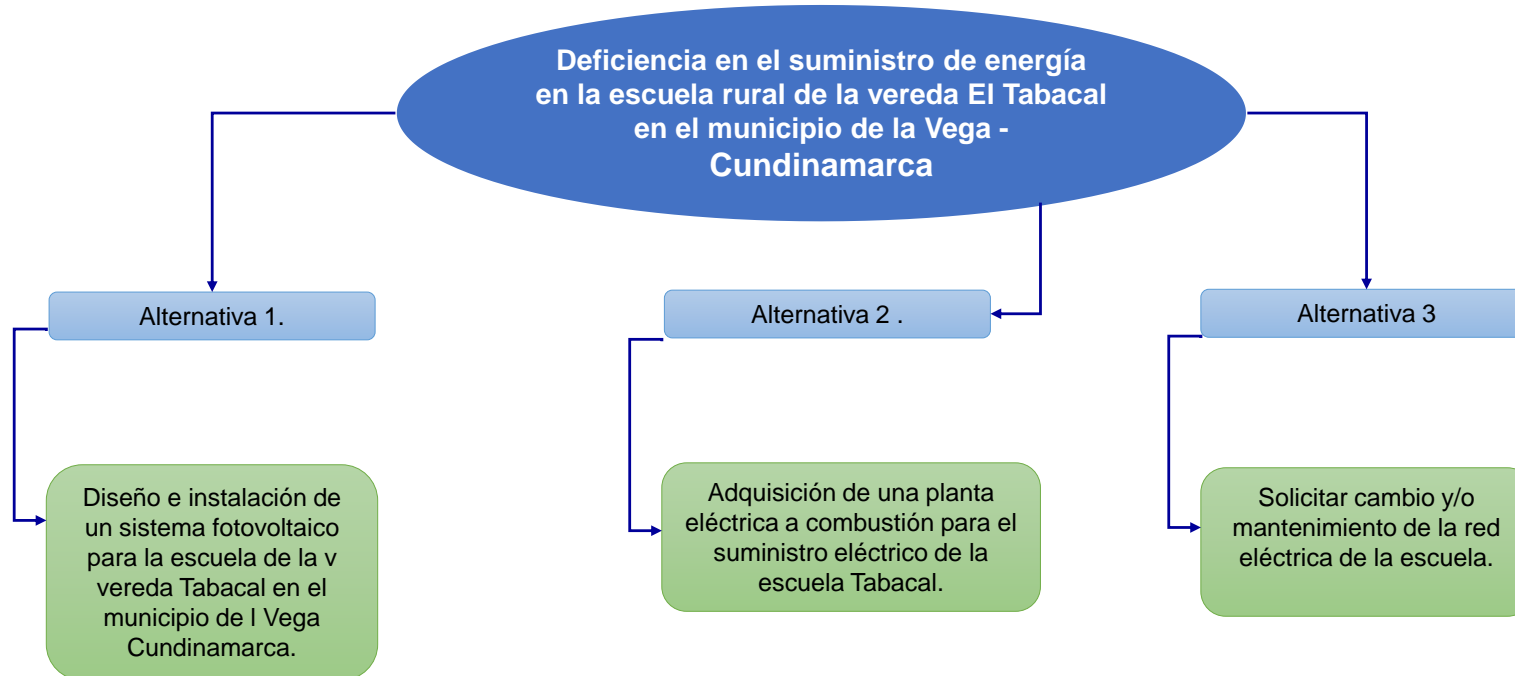 Deficiencia en el suministro de energía
en la escuela rural de la vereda El Tabacal
en el municipio de la Vega -
Cundinamarca
Alternativa 1.
Alternativa 2 .
Alternativa 3
Diseño e instalación de
un sistema fotovoltaico
para la escuela de la v
vereda Tabacal en el
municipio de l Vega
Cundinamarca.
Adquisición de una planta
eléctrica a combustión para el
suministro eléctrico de la
escuela Tabacal.
Solicitar cambio y/o
mantenimiento de la red
eléctrica de la escuela.